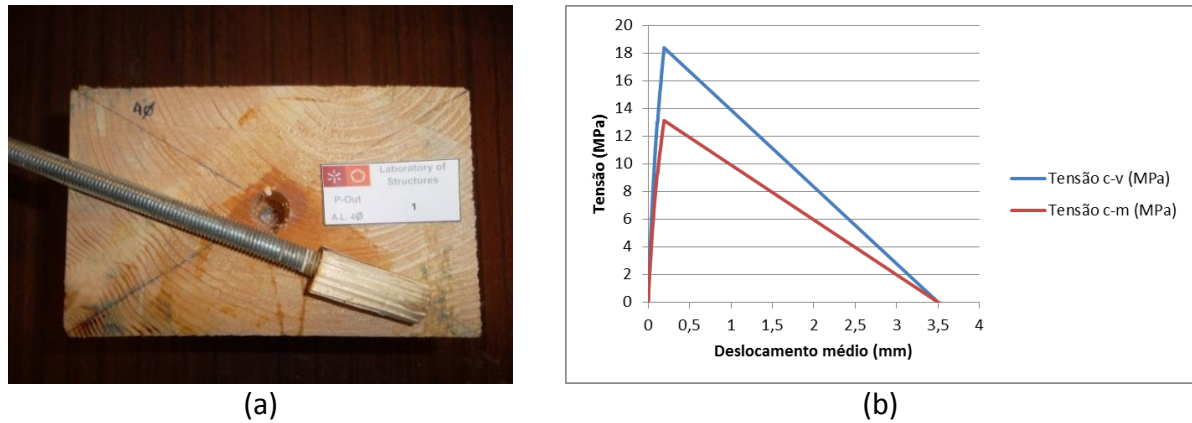 4Ø
Laboratory of
Structures
P-Out
1
A.L. 4Ø
(a)
20
18
16
14
12
10
8
6
4
2
0
Tensão (MPa)
0 0,5 1 1,5 2 2,5 3 3,5 4
Deslocamento médio (mm)
Tensão c-v (MPa)
Tensão c-m (MPa)
(b)